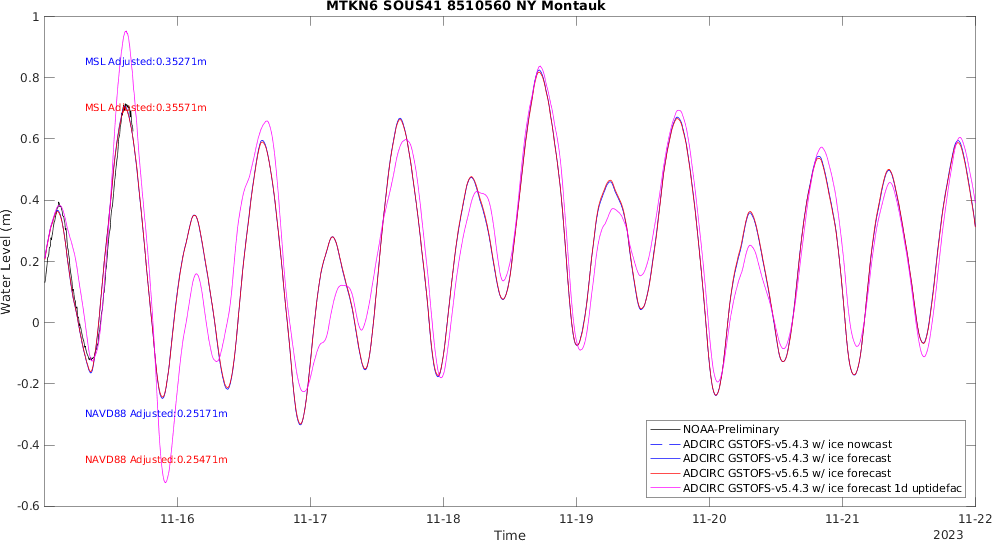 MTKN6 SOUS41 8510560 NY Montauk
Water Level (m)
1
0.8
0.6
0.4
0.2
0
-0.2
-0.4
-0.6
MSL Adjusted:0.35271m
MSL Adjusted:0.35571m
NAVD88 Adjusted:0.25171m
NAVD88 Adjusted:0.25471m
NOAA-Preliminary
ADCIRC GSTOFS-v5.4.3 w/ ice nowcast
ADCIRC GSTOFS-v5.4.3 w/ ice forecast
ADCIRC GSTOFS-v5.6.5 w/ ice forecast
ADCIRC GSTOFS-v5.4.3 w/ ice forecast 1d uptidefac
11-16 11-17 11-18 11-19 11-20 11-21 11-22
Time
2023